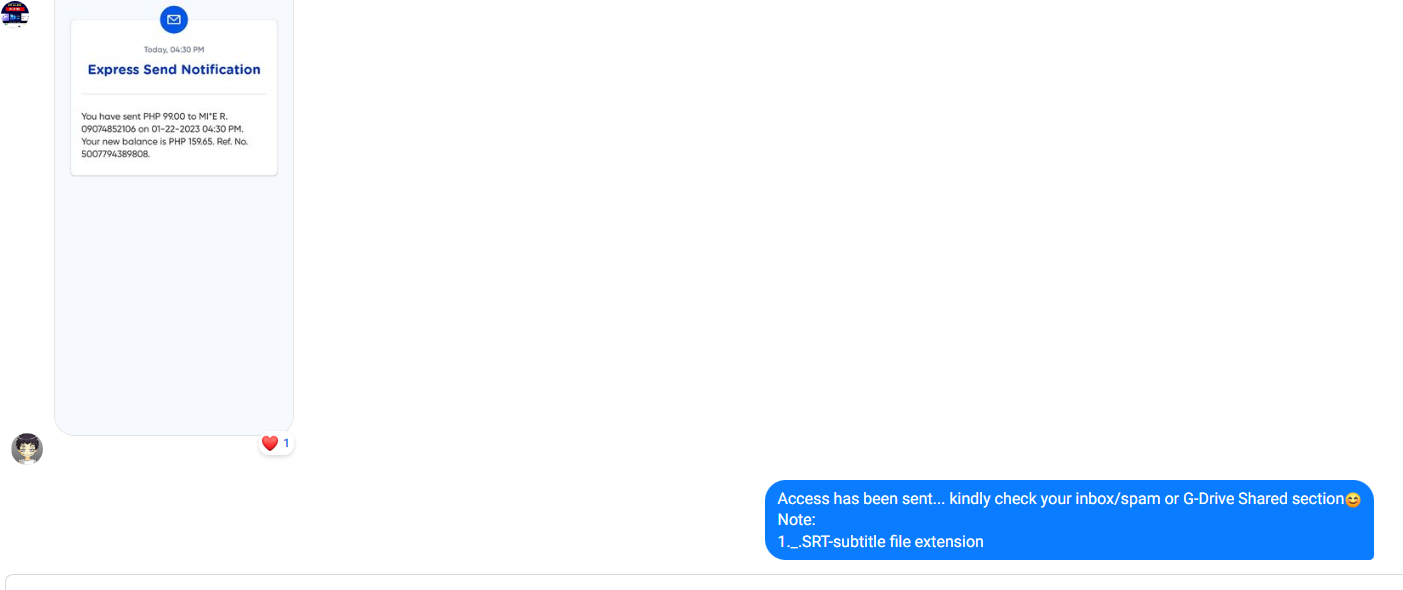 Today, 04:30 PM
Express Send Notification
You have sent PHP 99.00 to MI*E R.
09074852106 on 01-22-2023 04:30 PM.
Your new balance is PHP 159.65. Ref. No.
5007794389808.
1
Access has been sent... kindly check your inbox/spam or G-Drive Shared section😊
Note:
1._.SRT-subtitle file extension